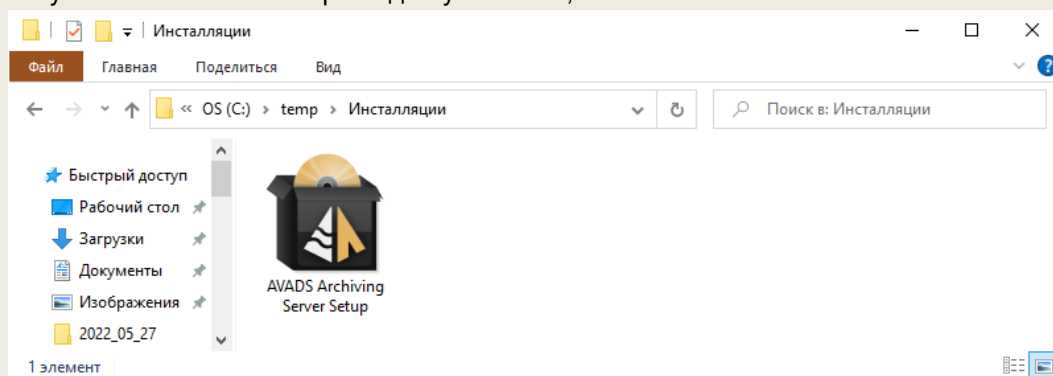 Инсталляции
Файл Главная Поделиться Вид
« OS (C:) › temp › Инсталляции
Поиск в: Инсталляции
Быстрый доступ
Рабочий стол
Загрузки
Документы
Изображения
2022_05_27
AVADS Archiving
Server Setup
1 элемент